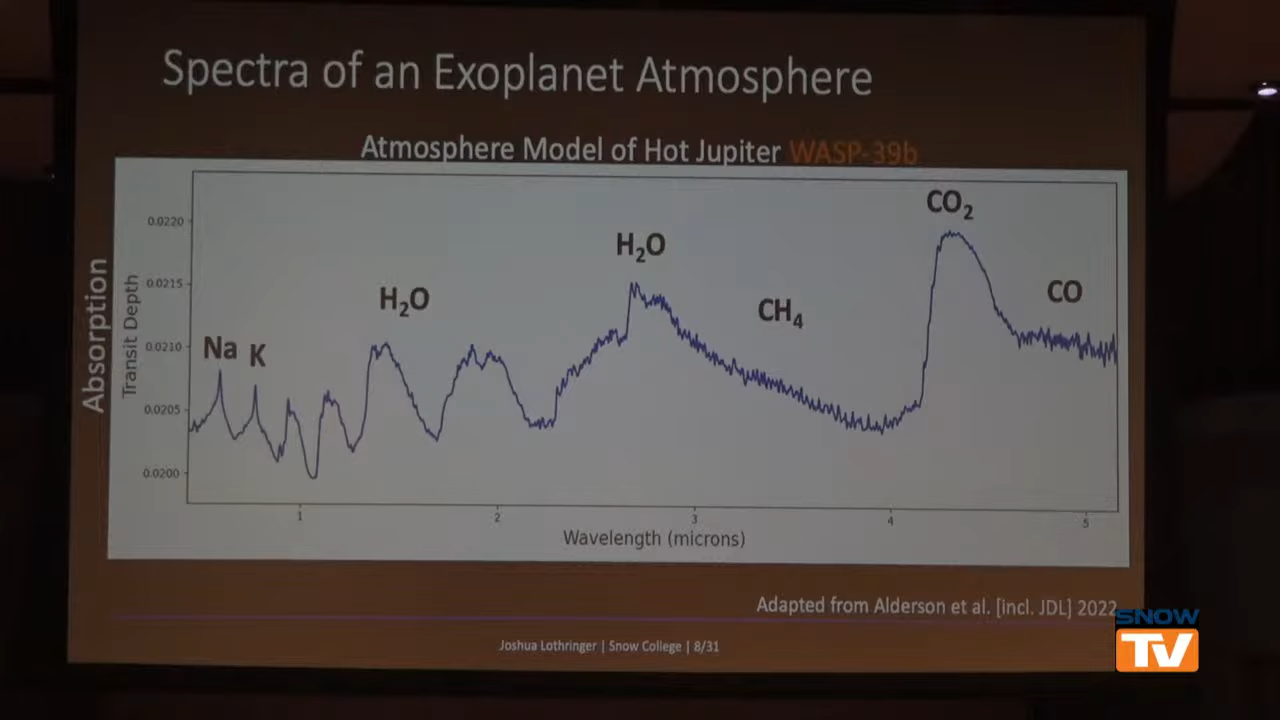 Spectra of an Exoplanet Atmosphere
Atmosphere Model of Hot Jupiter WASP-39b
Absorption
Transit Depth
0.0220
0.0215
0.0210
0.0205
0.0200
Na
K
H₂O
H₂O
CH₄
CO₂
CO
1
2
3
4
5
Wavelength (microns)
Adapted from Alderson et al. [incl. JDL] 2022
Joshua Lothringer | Snow College | 8/31
SNOW
TV